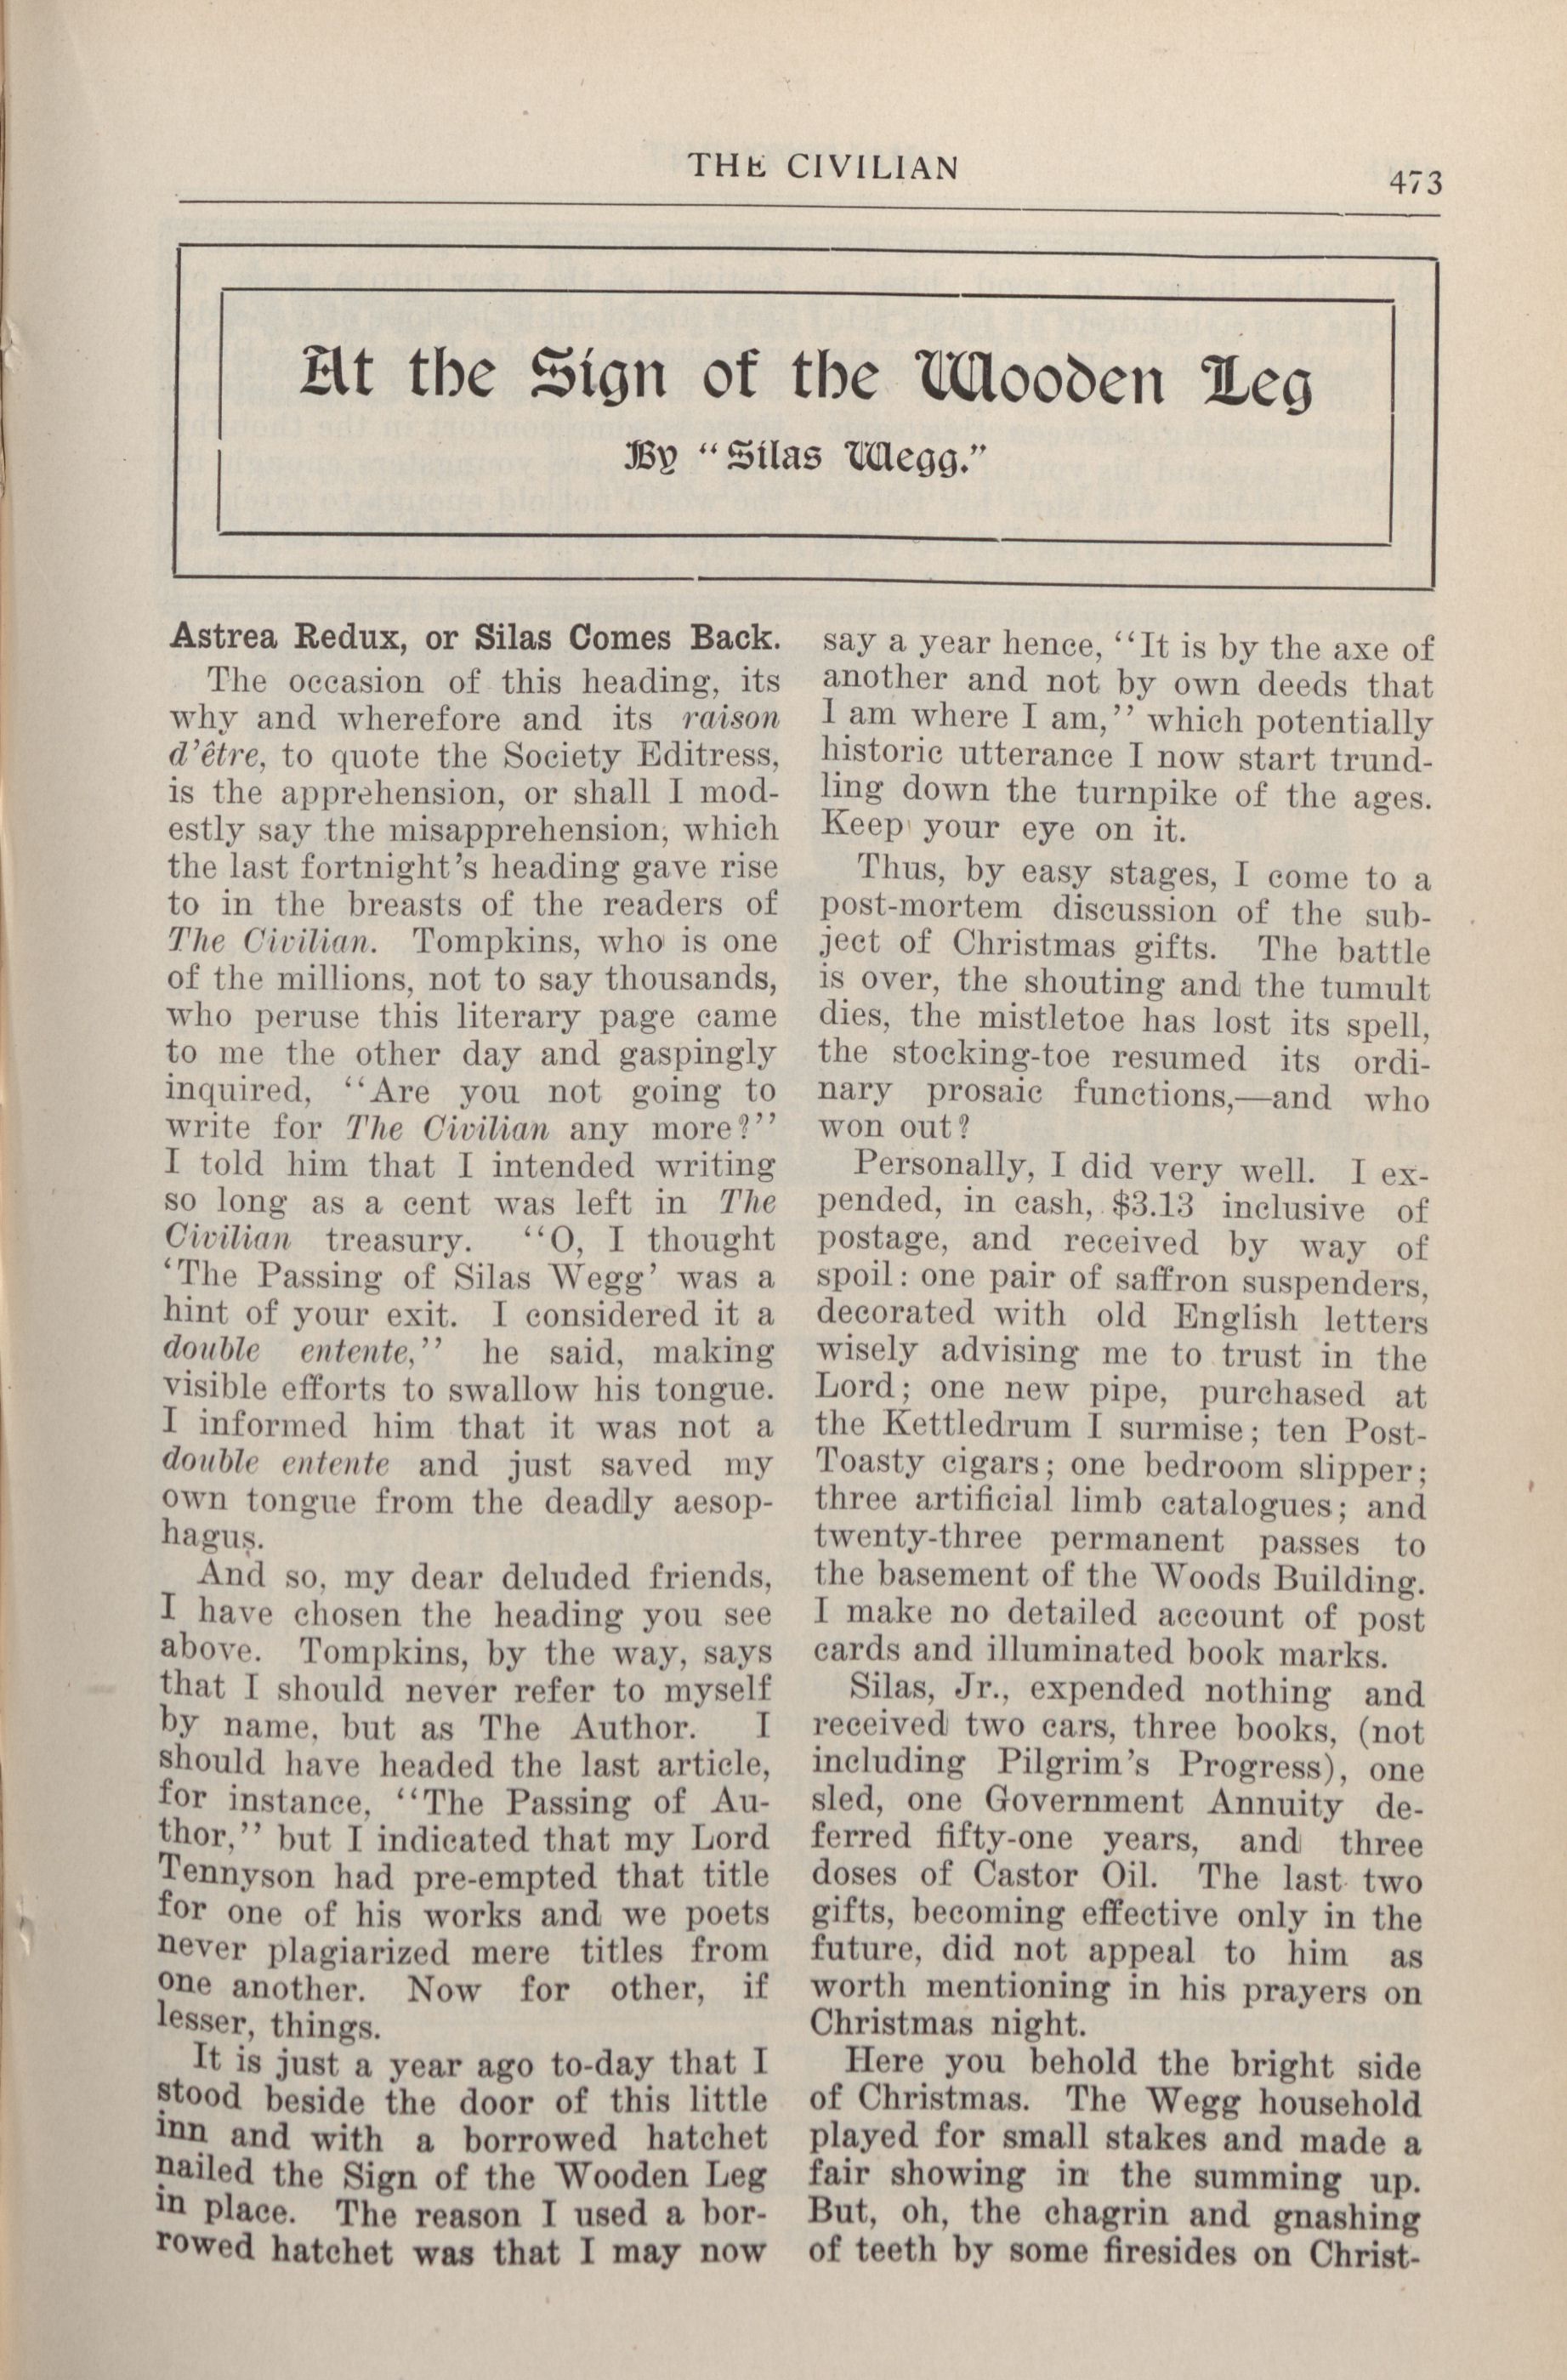 THE CIVILIAN
473
At the Sign of the Wooden Leg
By "Silas Wegg."
Astrea Redux, or Silas Comes Back.
The occasion of this heading, its
why and wherefore and its raison
d'être, to quote the Society Editress,
is the apprehension, or shall I mod-
estly say the misapprehension, which
the last fortnight's heading gave rise
to in the breasts of the readers of
The Civilian. Tompkins, who is one
of the millions, not to say thousands,
who peruse this literary page came
to me the other day and gaspingly
inquired, "Are you not going to
write for The Civilian any more?"
I told him that I intended writing
so long as a cent was left in The
Civilian treasury. "O, I thought
'The Passing of Silas Wegg' was a
hint of your exit. I considered it a
double entente," he said, making
visible efforts to swallow his tongue.
I informed him that it was not a
double entente and just saved my
own tongue from the deadly aesop-
hagus.
And so, my dear deluded friends,
I have chosen the heading you see
above. Tompkins, by the way, says
that I should never refer to myself
by name, but as The Author. I
should have headed the last article,
for instance, "The Passing of Au-
thor," but I indicated that my Lord
Tennyson had pre-empted that title
for one of his works and we poets
never plagiarized mere titles from
one another. Now for other, if
lesser, things.
It is just a year ago to-day that I
stood beside the door of this little
inn and with a borrowed hatchet
nailed the Sign of the Wooden Leg
in place. The reason I used a bor-
rowed hatchet was that I may now
say a year hence, "It is by the axe of
another and not by own deeds that
I am where I am," which potentially
historic utterance I now start trund-
ling down the turnpike of the ages.
Keep your eye on it.
Thus, by easy stages, I come to a
post-mortem discussion of the sub-
ject of Christmas gifts. The battle
is over, the shouting and the tumult
dies, the mistletoe has lost its spell,
the stocking-toe resumed its ordi-
nary prosaic functions,—and who
won out?
Personally, I did very well. I ex-
pended, in cash, $3.13 inclusive of
postage, and received by way of
spoil: one pair of saffron suspenders,
decorated with old English letters
wisely advising me to trust in the
Lord; one new pipe, purchased at
the Kettledrum I surmise; ten Post-
Toasty cigars; one bedroom slipper;
three artificial limb catalogues; and
twenty-three permanent passes to
the basement of the Woods Building.
I make no detailed account of post
cards and illuminated book marks.
Silas, Jr., expended nothing and
received two cars, three books, (not
including Pilgrim's Progress), one
sled, one Government Annuity de-
ferred fifty-one years, and three
doses of Castor Oil. The last two
gifts, becoming effective only in the
future, did not appeal to him as
worth mentioning in his prayers on
Christmas night.
Here you behold the bright side
of Christmas. The Wegg household
played for small stakes and made a
fair showing in the summing up.
But, oh, the chagrin and gnashing
of teeth by some firesides on Christ-